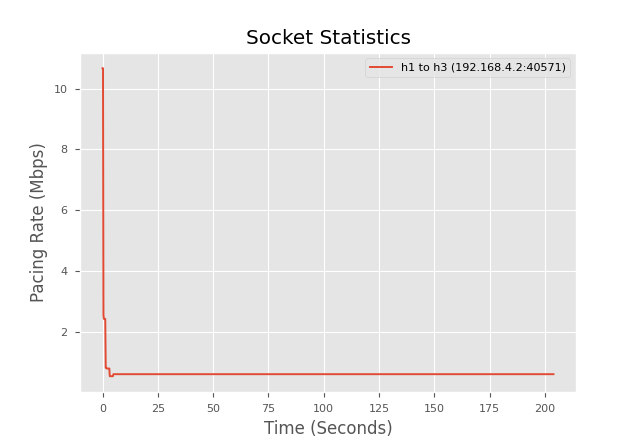 Socket Statistics
h1 to h3 (192.168.4.2:40571)
10
8
6
4
2
Pacing Rate (Mbps)
0 25 50 75 100 125 150 175 200
Time (Seconds)